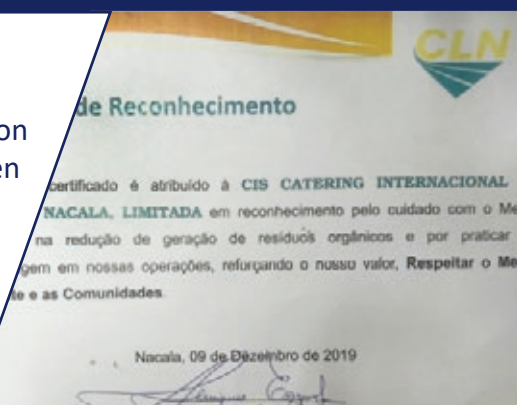 on
en
CLN
de Reconhecimento
certificado é atribuído à CIS CATERING INTERNACIONAL
NACALA, LIMITADA em reconhecimento pelo cuidado com o Me
na redução de geração de resíduos orgânicos e por praticar
gem em nossas operações, reforçando o nosso valor, Respeitar o Me
te e as Comunidades.
Nacala, 09 de Dezembro de 2019